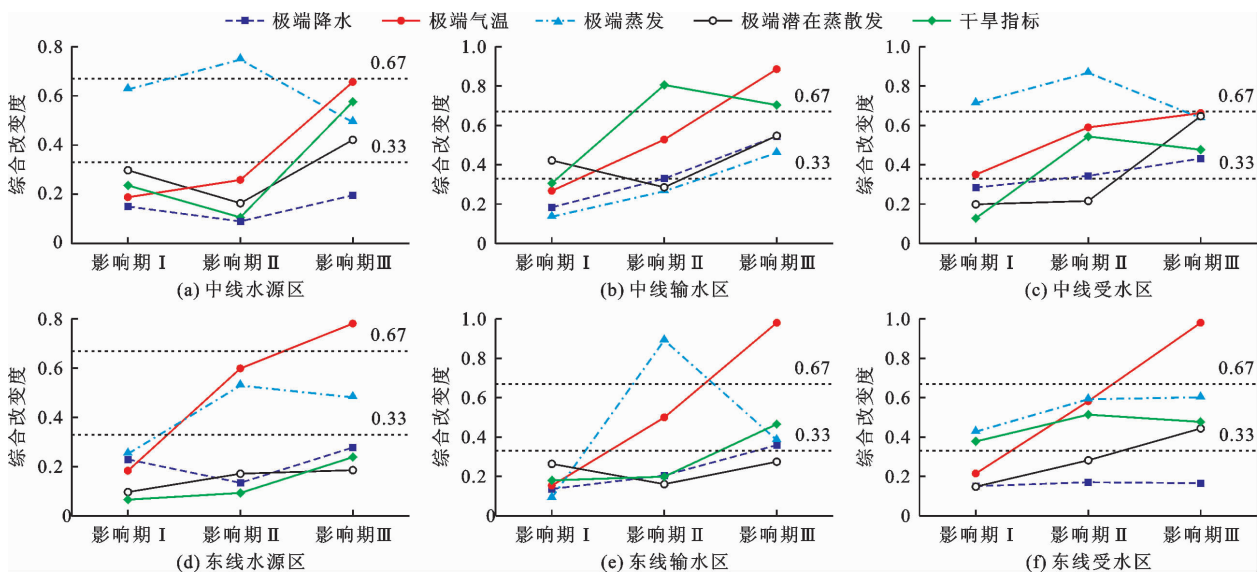 极端降水 极端气温 极端蒸发 极端潜在蒸散发 干旱指标
综合改变度
0.8
0.6
0.4
0.2
0
0.67
0.33
影响期Ⅰ 影响期Ⅱ 影响期Ⅲ
(a) 中线水源区
综合改变度
1.0
0.8
0.6
0.4
0.2
0
0.67
0.33
影响期Ⅰ 影响期Ⅱ 影响期Ⅲ
(b) 中线输水区
综合改变度
1.0
0.8
0.6
0.4
0.2
0
0.67
0.33
影响期Ⅰ 影响期Ⅱ 影响期Ⅲ
(c) 中线受水区
综合改变度
0.8
0.6
0.4
0.2
0
0.67
0.33
影响期Ⅰ 影响期Ⅱ 影响期Ⅲ
(d) 东线水源区
综合改变度
1.0
0.8
0.6
0.4
0.2
0
0.67
0.33
影响期Ⅰ 影响期Ⅱ 影响期Ⅲ
(e) 东线输水区
综合改变度
1.0
0.8
0.6
0.4
0.2
0
0.67
0.33
影响期Ⅰ 影响期Ⅱ 影响期Ⅲ
(f) 东线受水区